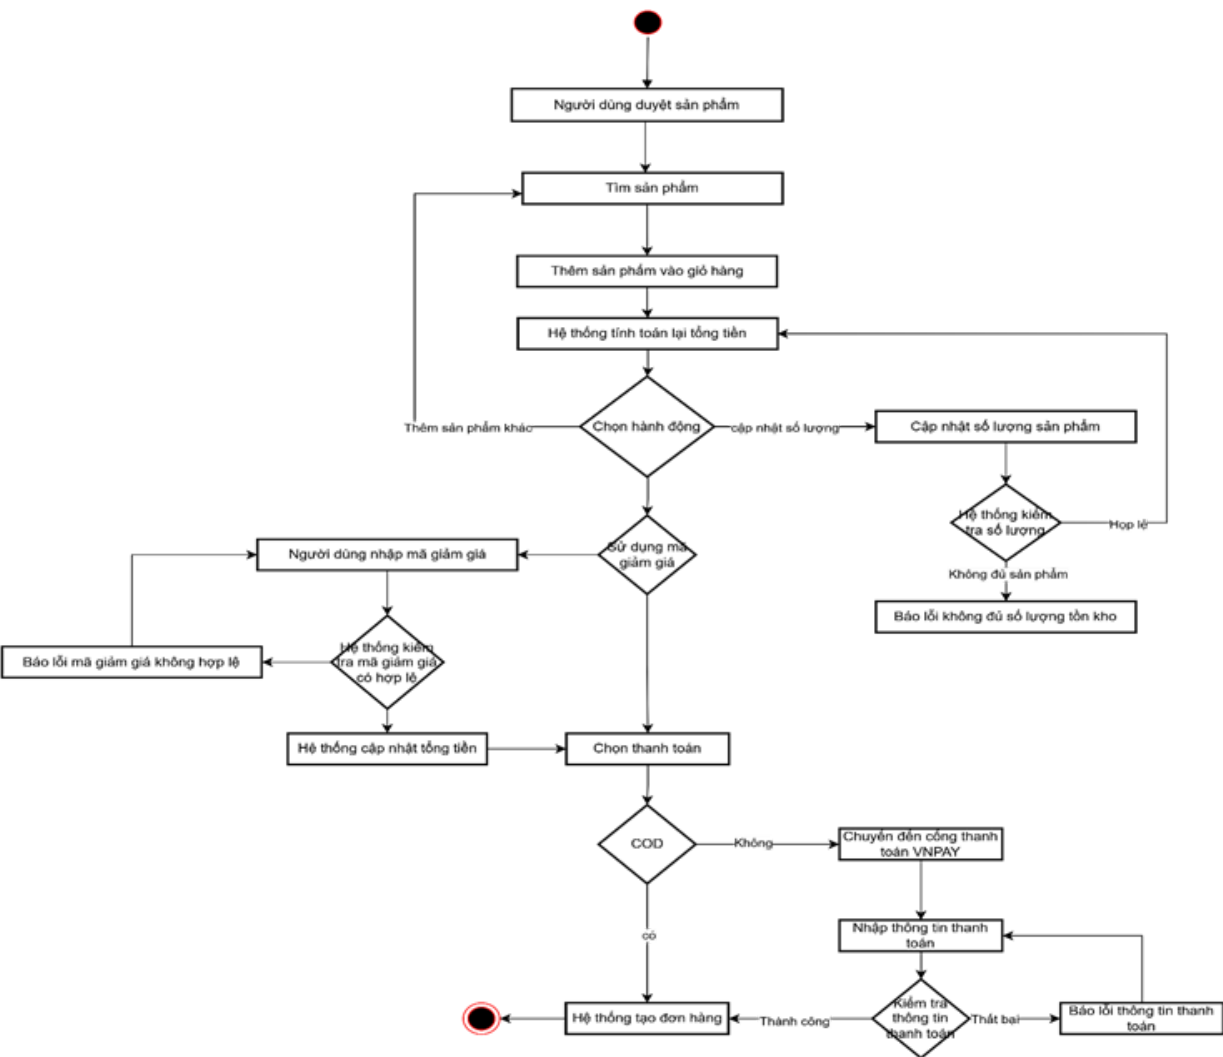 Người dùng duyệt sản phẩm
Tìm sản phẩm
Thêm sản phẩm vào giỏ hàng
Hệ thống tính toán lại tổng tiền
Thêm sản phẩm khác
Chọn hành động
cập nhật số lượng
Cập nhật số lượng sản phẩm
Hệ thống kiểm
tra số lượng
Hợp lệ
Không đủ sản phẩm
Báo lỗi không đủ số lượng tồn kho
Sử dụng mã
giảm giá
Người dùng nhập mã giảm giá
Hệ thống kiểm
tra mã giảm giá
có hợp lệ
Báo lỗi mã giảm giá không hợp lệ
Hệ thống cập nhật tổng tiền
Chọn thanh toán
COD
Không
Chuyển đến cổng thanh
toán VNPAY
Nhập thông tin thanh
toán
có
Kiểm tra
thông tin
thanh toán
Thất bại
Báo lỗi thông tin thanh
toán
Thành công
Hệ thống tạo đơn hàng